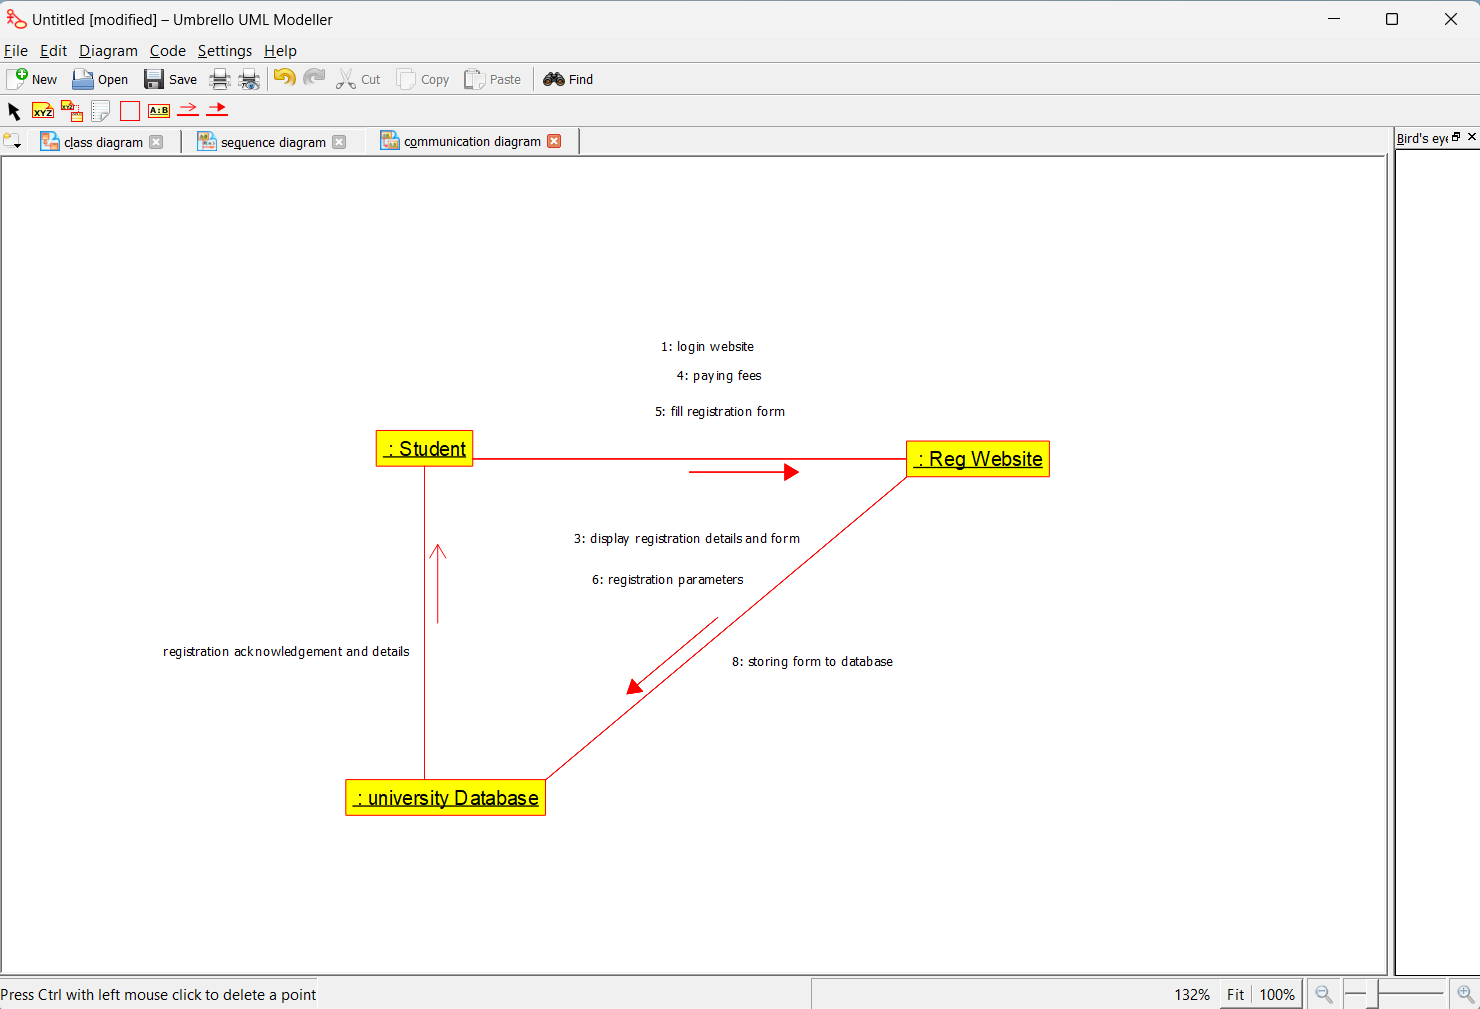 Untitled [modified] – Umbrello UML Modeller
File Edit Diagram Code Settings Help
New Open Save Cut Copy Paste Find
XYZ XYZ A:B
class diagram sequence diagram communication diagram Bird's eye
1: login website
4: paying fees
5: fill registration form
: Student
: Reg Website
3: display registration details and form
6: registration parameters
registration acknowledgement and details
8: storing form to database
: university Database
Press Ctrl with left mouse click to delete a point 132% Fit 100%